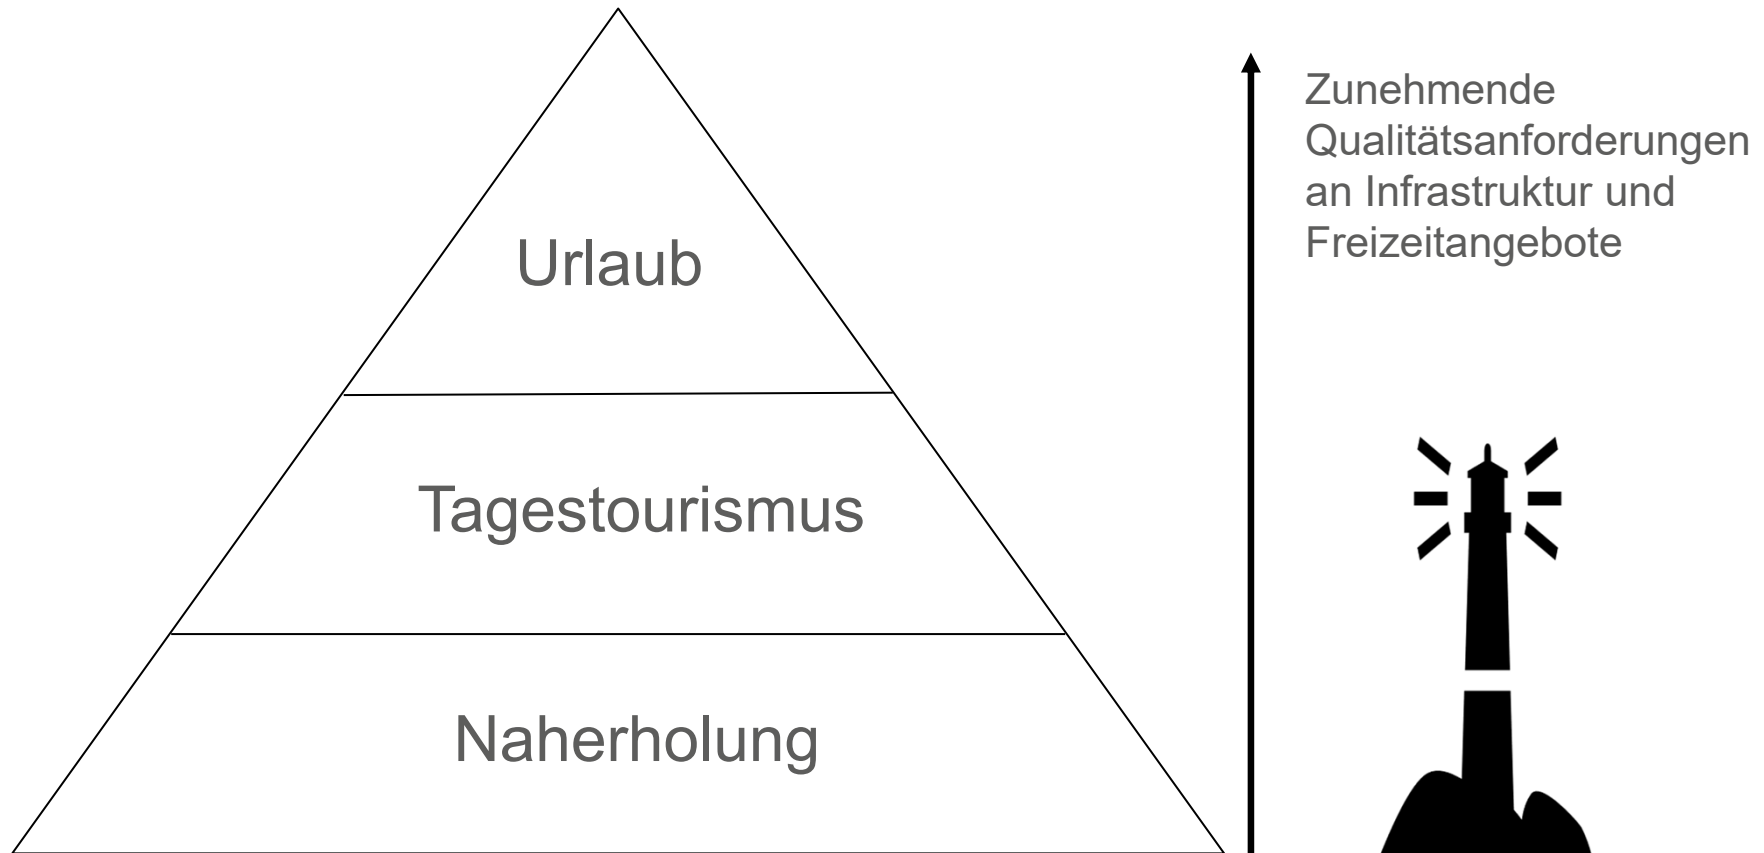 Zunehmende
Qualitätsanforderungen
an Infrastruktur und
Freizeitangebote
Urlaub
Tagestourismus
Naherholung